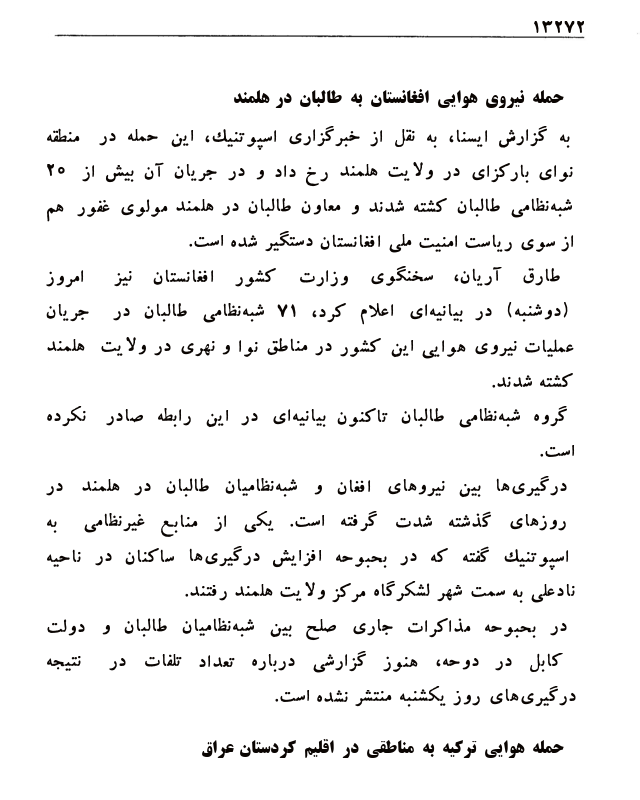 ۱۳۲۷۲
حمله نیروی هوایی افغانستان به طالبان در هلمند
به گزارش ایسنا، به نقل از خبرگزاری اسپوتنیك، این حمله در منطقه
نوای بارکزای در ولایت هلمند رخ داد و در جریان آن بیش از ۲۵
شبه‌نظامی طالبان کشته شدند و معاون طالبان در هلمند مولوی غفور هم
از سوی ریاست امنیت ملی افغانستان دستگیر شده است.
طارق آریان، سخنگوی وزارت کشور افغانستان نیز امروز
(دوشنبه) در بیانیه‌ای اعلام کرد، ۷۱ شبه‌نظامی طالبان در جریان
عملیات نیروی هوایی این کشور در مناطق نوا و نهری در ولایت هلمند
کشته شدند.
گروه شبه‌نظامی طالبان تاکنون بیانیه‌ای در این رابطه صادر نکرده
است.
درگیری‌ها بین نیروهای افغان و شبه‌نظامیان طالبان در هلمند در
روزهای گذشته شدت گرفته است. یکی از منابع غیرنظامی به
اسپوتنیك گفته که در بحبوحه افزایش درگیری‌ها ساکنان در ناحیه
نادعلی به سمت شهر لشکرگاه مرکز ولایت هلمند رفتند.
در بحبوحه مذاکرات جاری صلح بین شبه‌نظامیان طالبان و دولت
کابل در دوحه، هنوز گزارشی درباره تعداد تلفات در نتیجه
درگیری‌های روز یکشنبه منتشر نشده است.
حمله هوایی ترکیه به مناطقی در اقلیم کردستان عراق